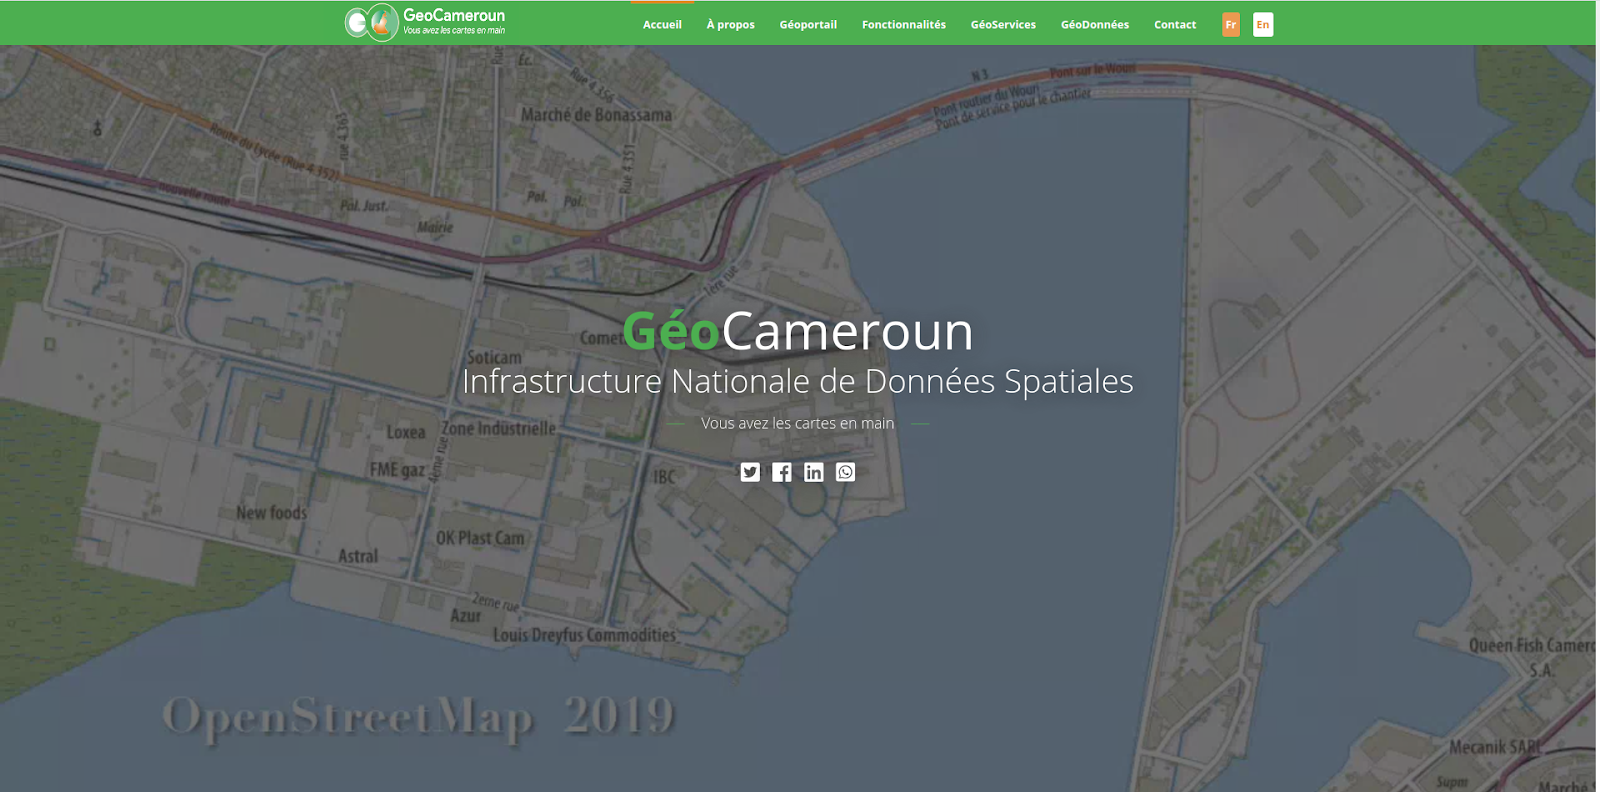 GeoCameroun
Vous avez les cartes en main
Accueil
À propos
Géoportail
Fonctionnalités
GéoServices
GéoDonnées
Contact
Fr
En
Rue 4.356
Marché de Bonassama
N 3
Pont sur le Wouri
Pont routier du Wouri
Pont de service pour le chantier
Route du Lycée (Rue 4.352)
rue 4.363
Rue 4.351
nouvelle route
Pol. Just.
Pol.
Pol.
Mairie
1ère rue
GéoCameroun
Soticam
Infrastructure Nationale de Données Spatiales
Vous avez les cartes en main
Loxea
Zone Industrielle
FME gaz
4ème rue
IBC
New foods
OK Plast Cam
Astral
2eme rue
Azur
Louis Dreyfus Commodities
Queen Fish Camero
S.A.
OpenStreetMap 2019
Mecanik SARL
Supm
Marché